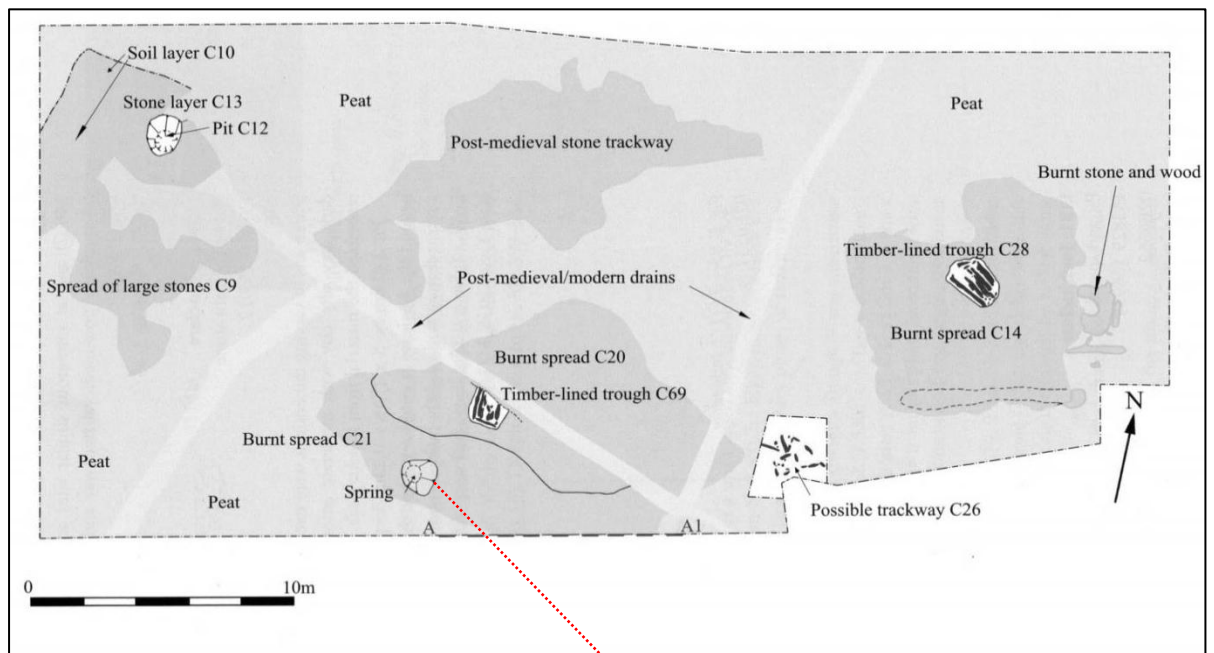 Soil layer C10
Stone layer C13
Pit C12
Peat
Post-medieval stone trackway
Peat
Burnt stone and wood
Timber-lined trough C28
Spread of large stones C9
Post-medieval/modern drains
Burnt spread C14
Burnt spread C20
Timber-lined trough C69
N
Burnt spread C21
Peat
Peat
Spring
Possible trackway C26
A
A1
0
10m